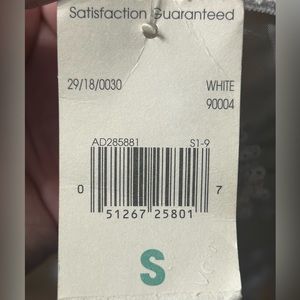 Satisfaction Guaranteed
29/18/0030 WHITE
90004
AD285881 S1-9
0 51267 25801 7
S